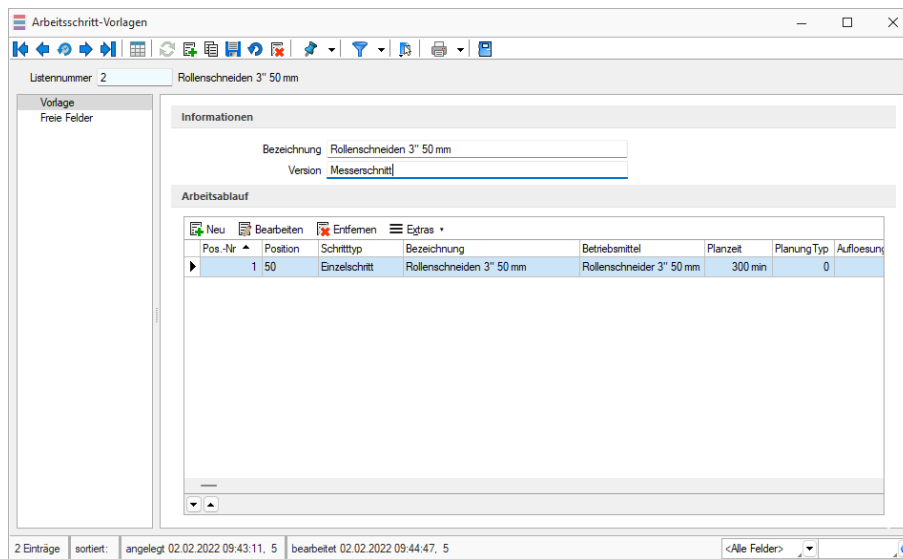 Arbeitsschritt-Vorlagen
Listennummer 2 Rollenschneiden 3" 50 mm
Vorlage
Freie Felder
Informationen
Bezeichnung Rollenschneiden 3" 50 mm
Version Messerschnitt
Arbeitsablauf
Neu Bearbeiten Entfernen Extras
Pos.-Nr Position Schritttyp Bezeichnung Betriebsmittel Planzeit PlanungTyp Aufloesung
1 50 Einzelschritt Rollenschneiden 3" 50 mm Rollenschneider 3" 50 mm 300 min 0
2 Einträge sortiert: angelegt 02.02.2022 09:43:11, 5 bearbeitet 02.02.2022 09:44:47, 5 <Alle Felder>